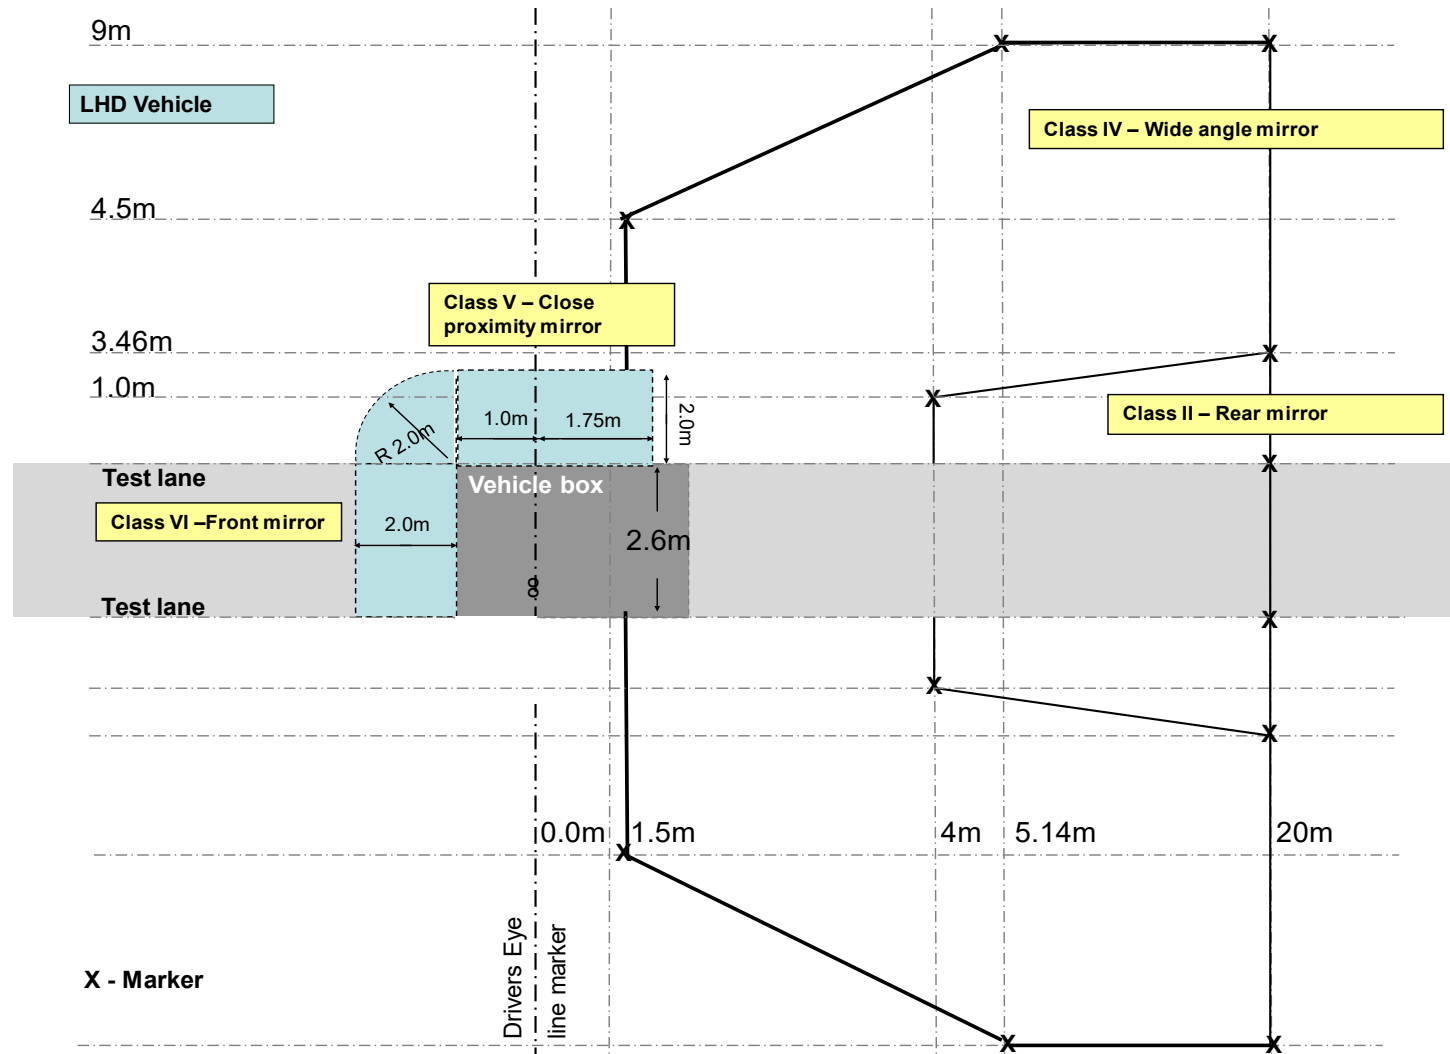 9m
LHD Vehicle
Class IV – Wide angle mirror
4.5m
Class V – Close
proximity mirror
3.46m
1.0m
Class II – Rear mirror
R 2.0m
1.0m
1.75m
2.0m
Test lane
Vehicle box
Class VI –Front mirror
2.0m
2.6m
Test lane
0.0m
1.5m
4m
5.14m
20m
Drivers Eye
line marker
X - Marker